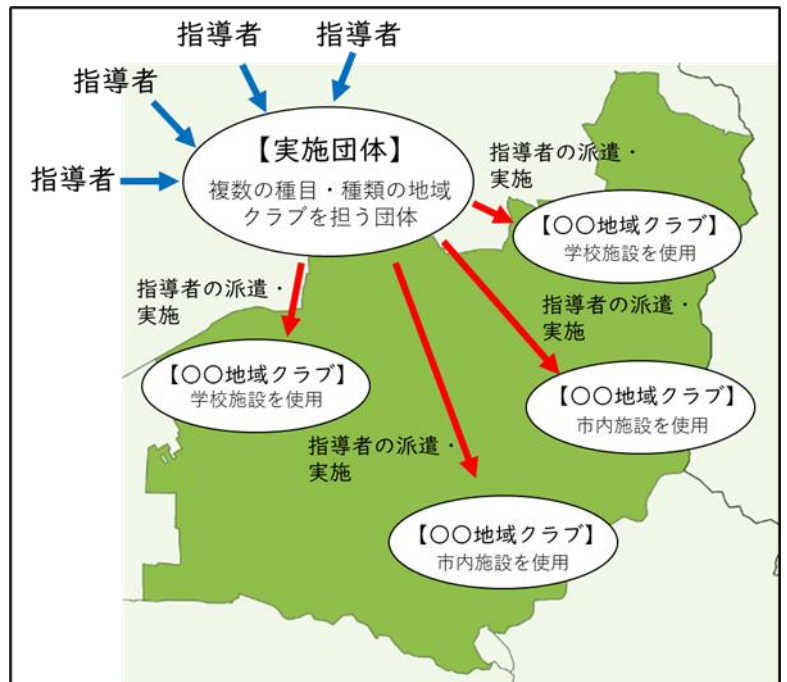 指導者
指導者
指導者
指導者
【実施団体】
複数の種目・種類の地域
クラブを担う団体
指導者の派遣・
実施
【〇〇地域クラブ】
学校施設を使用
指導者の派遣・
実施
【〇〇地域クラブ】
学校施設を使用
指導者の派遣・
実施
【〇〇地域クラブ】
市内施設を使用
指導者の派遣・
実施
【〇〇地域クラブ】
市内施設を使用